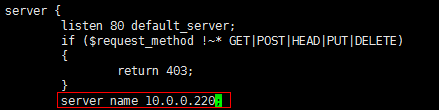 server {
listen 80 default_server;
if ($request_method !~* GET|POST|HEAD|PUT|DELETE)
{
return 403;
}
server name 10.0.0.220;